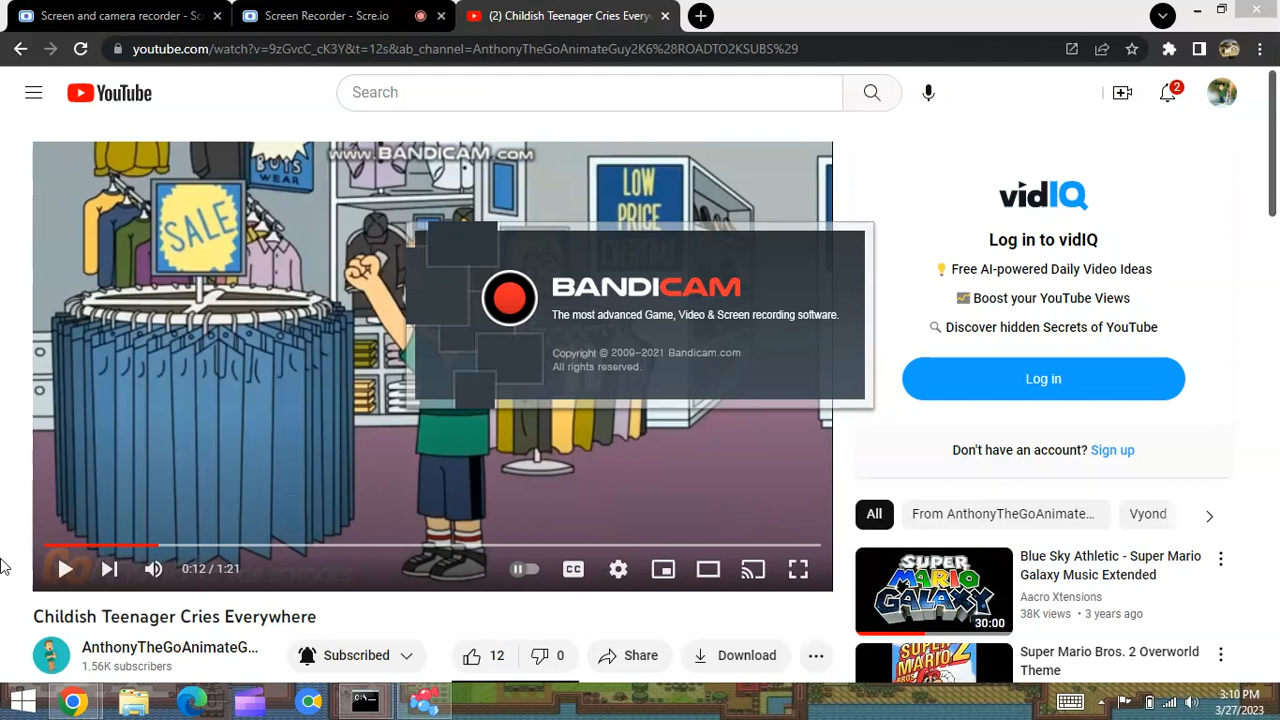 Screen and camera recorder - Sc
Screen Recorder - Scre.io
(2) Childish Teenager Cries Every
youtube.com/watch?v=9zGvcC_cK3Y&t=12s&ab_channel=AnthonyTheGoAnimateGuy2K6%28ROADTO2KSUBS%29
YouTube
Search
2
www.BANDICAM.com
BOYS
WEAR
SALE
LOW
PRICE
BANDICAM
The most advanced Game, Video & Screen recording software.
Copyright © 2009-2021 Bandicam.com
All rights reserved.
0:12 / 1:21
CC
Childish Teenager Cries Everywhere
AnthonyTheGoAnimateG...
1.56K subscribers
Subscribed
12
0
Share
Download
vidIQ
Log in to vidIQ
Free AI-powered Daily Video Ideas
Boost your YouTube Views
Discover hidden Secrets of YouTube
Log in
Don't have an account? Sign up
All
From AnthonyTheGoAnimate...
Vyond
SUPER
MARIO
GALAXY
30:00
Blue Sky Athletic - Super Mario
Galaxy Music Extended
Aacro Xtensions
38K views • 3 years ago
SUPER
MARIO
Super Mario Bros. 2 Overworld
Theme
3:10 PM
3/27/2023